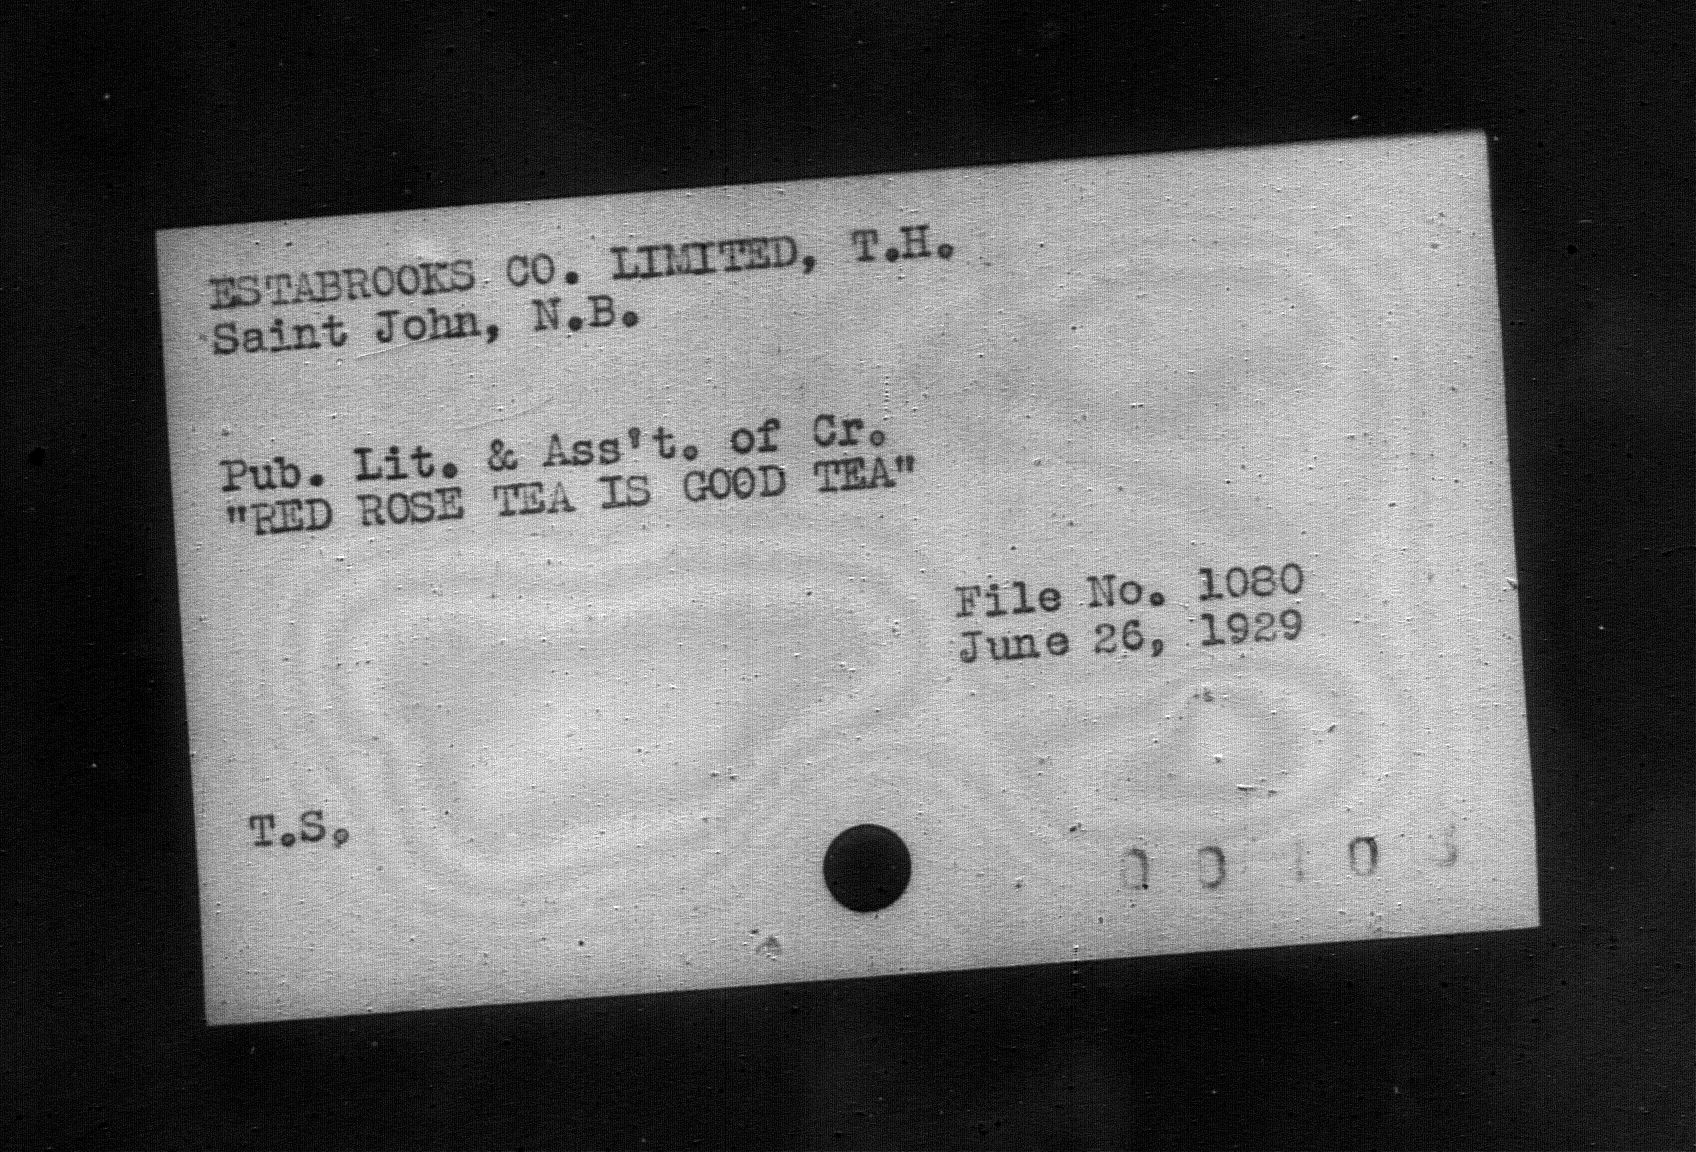 ESTABROOKS CO. LIMITED, T.H.
Saint John, N.B.
Pub. Lit. & Ass't. of Cr.
"RED ROSE TEA IS GOOD TEA"
File No. 1080
June 26, 1929
T.S.